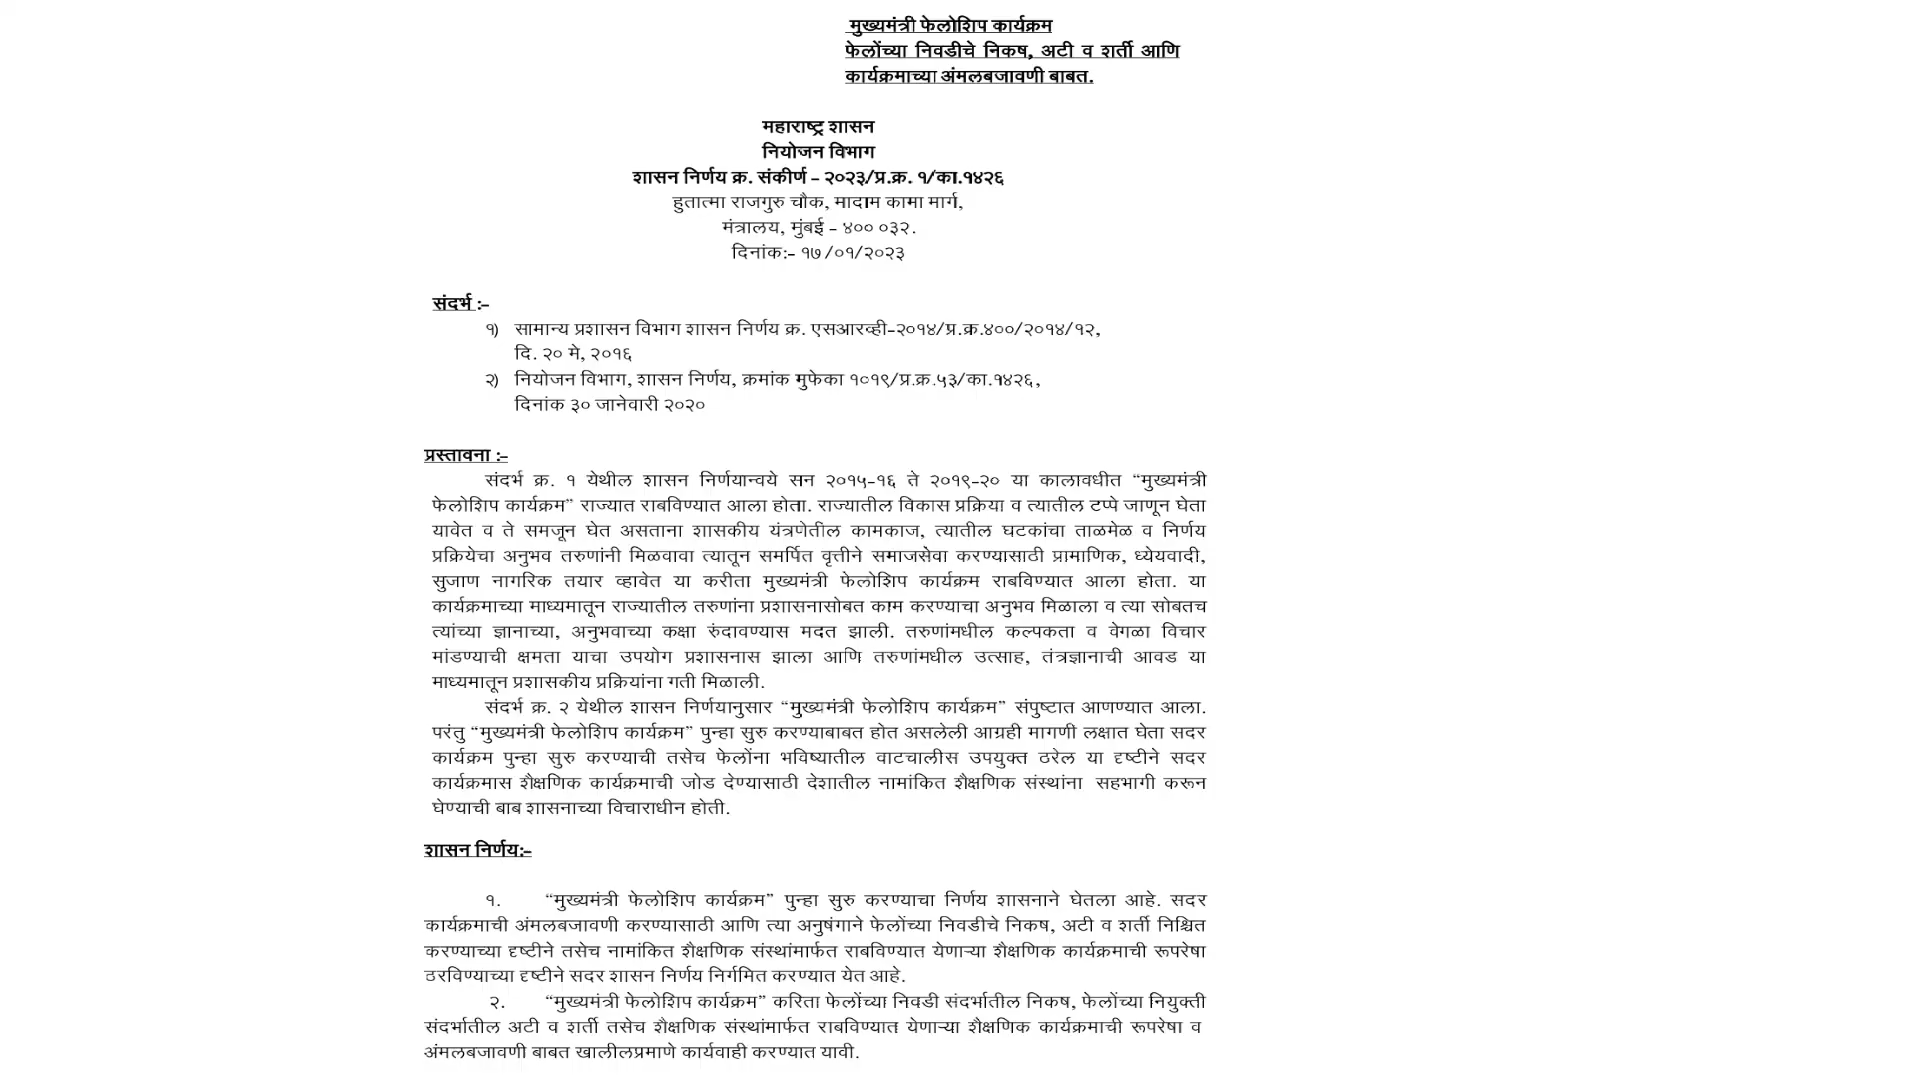 मुख्यमंत्री फेलोशिप कार्यक्रम
फेलोंच्या निवडीचे निकष, अटी व शर्ती आणि
कार्यक्रमाच्या अंमलबजावणी बाबत.
महाराष्ट्र शासन
नियोजन विभाग
शासन निर्णय क्र. संकीर्ण - २०२३/प्र.क्र. १/का.१४२६
हुतात्मा राजगुरु चौक, मादाम कामा मार्ग,
मंत्रालय, मुंबई - ४०० ०३२.
दिनांक:- १७ /०१/२०२३
संदर्भ :-
१) सामान्य प्रशासन विभाग शासन निर्णय क्र. एसआरव्ही-२०१४/प्र.क्र.४००/२०१४/१२,
दि. २० मे, २०१६
२) नियोजन विभाग, शासन निर्णय, क्रमांक मुफेका १०१९/प्र.क्र.५३/का.१४२६,
दिनांक ३० जानेवारी २०२०
प्रस्तावना :-
संदर्भ क्र. १ येथील शासन निर्णयान्वये सन २०१५-१६ ते २०१९-२० या कालावधीत “मुख्यमंत्री
फेलोशिप कार्यक्रम” राज्यात राबविण्यात आला होता. राज्यातील विकास प्रक्रिया व त्यातील टप्पे जाणून घेता
यावेत व ते समजून घेत असताना शासकीय यंत्रणेतील कामकाज, त्यातील घटकांचा ताळमेळ व निर्णय
प्रक्रियेचा अनुभव तरुणांनी मिळवावा त्यातून समर्पित वृत्तीने समाजसेवा करण्यासाठी प्रामाणिक, ध्येयवादी,
सुजाण नागरिक तयार व्हावेत या करीता मुख्यमंत्री फेलोशिप कार्यक्रम राबविण्यात आला होता. या
कार्यक्रमाच्या माध्यमातून राज्यातील तरुणांना प्रशासनासोबत काम करण्याचा अनुभव मिळाला व त्या सोबतच
त्यांच्या ज्ञानाच्या, अनुभवाच्या कक्षा रुंदावण्यास मदत झाली. तरुणांमधील कल्पकता व वेगळा विचार
मांडण्याची क्षमता याचा उपयोग प्रशासनास झाला आणि तरुणांमधील उत्साह, तंत्रज्ञानाची आवड या
माध्यमातून प्रशासकीय प्रक्रियांना गती मिळाली.
संदर्भ क्र. २ येथील शासन निर्णयानुसार “मुख्यमंत्री फेलोशिप कार्यक्रम” संपुष्टात आणण्यात आला.
परंतु “मुख्यमंत्री फेलोशिप कार्यक्रम” पुन्हा सुरु करण्याबाबत होत असलेली आग्रही मागणी लक्षात घेता सदर
कार्यक्रम पुन्हा सुरु करण्याची तसेच फेलोंना भविष्यातील वाटचालीस उपयुक्त ठरेल या दृष्टीने सदर
कार्यक्रमास शैक्षणिक कार्यक्रमाची जोड देण्यासाठी देशातील नामांकित शैक्षणिक संस्थांना सहभागी करून
घेण्याची बाब शासनाच्या विचाराधीन होती.
शासन निर्णय:-
१. “मुख्यमंत्री फेलोशिप कार्यक्रम” पुन्हा सुरु करण्याचा निर्णय शासनाने घेतला आहे. सदर
कार्यक्रमाची अंमलबजावणी करण्यासाठी आणि त्या अनुषंगाने फेलोंच्या निवडीचे निकष, अटी व शर्ती निश्चित
करण्याच्या दृष्टीने तसेच नामांकित शैक्षणिक संस्थांमार्फत राबविण्यात येणाऱ्या शैक्षणिक कार्यक्रमाची रूपरेषा
ठरविण्याच्या दृष्टीने सदर शासन निर्णय निर्गमित करण्यात येत आहे.
२. “मुख्यमंत्री फेलोशिप कार्यक्रम” करिता फेलोंच्या निवडी संदर्भातील निकष, फेलोंच्या नियुक्ती
संदर्भातील अटी व शर्ती तसेच शैक्षणिक संस्थांमार्फत राबविण्यात येणाऱ्या शैक्षणिक कार्यक्रमाची रूपरेषा व
अंमलबजावणी बाबत खालीलप्रमाणे कार्यवाही करण्यात यावी.